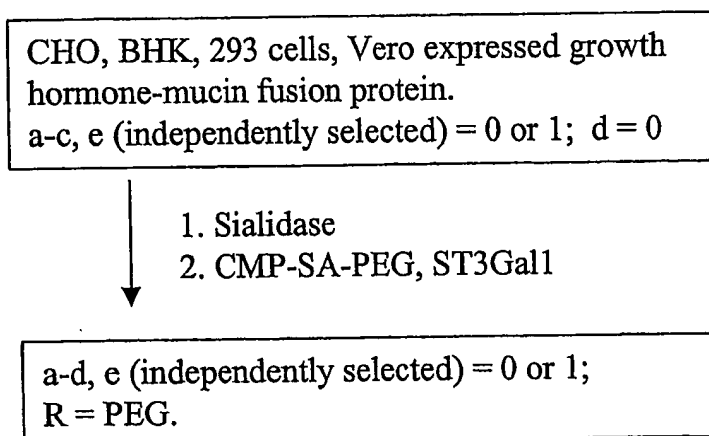 CHO, BHK, 293 cells, Vero expressed growth
hormone-mucin fusion protein.
a-c, e (independently selected) = 0 or 1; d = 0
1. Sialidase
2. CMP-SA-PEG, ST3Gal1
a-d, e (independently selected) = 0 or 1;
R = PEG.